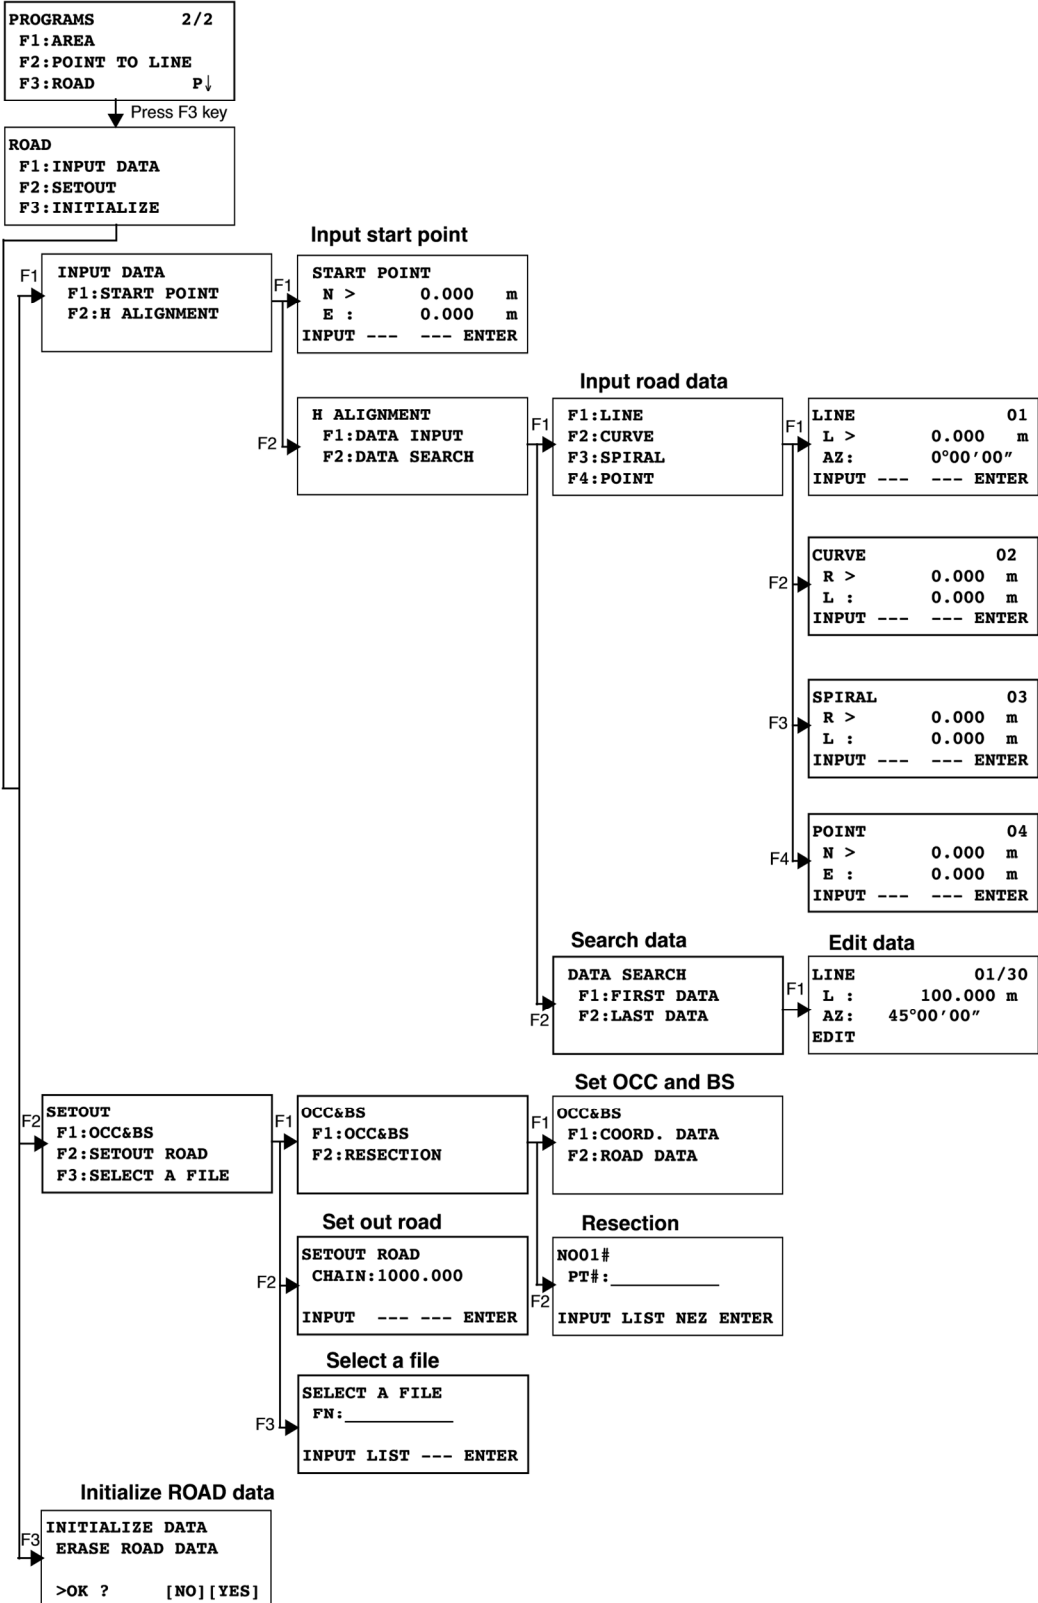 PROGRAMS 2/2
F1:AREA
F2:POINT TO LINE
F3:ROAD P↓
Press F3 key
ROAD
F1:INPUT DATA
F2:SETOUT
F3:INITIALIZE
F1
INPUT DATA
F1:START POINT
F2:H ALIGNMENT
Input start point
F1
START POINT
N > 0.000 m
E : 0.000 m
INPUT --- --- ENTER
F2
H ALIGNMENT
F1:DATA INPUT
F2:DATA SEARCH
Input road data
F1
F1:LINE
F2:CURVE
F3:SPIRAL
F4:POINT
F1
LINE 01
L > 0.000 m
AZ: 0°00′00″
INPUT --- --- ENTER
F2
CURVE 02
R > 0.000 m
L : 0.000 m
INPUT --- --- ENTER
F3
SPIRAL 03
R > 0.000 m
L : 0.000 m
INPUT --- --- ENTER
F4
POINT 04
N > 0.000 m
E : 0.000 m
INPUT --- --- ENTER
Search data
F2
DATA SEARCH
F1:FIRST DATA
F2:LAST DATA
Edit data
F1
LINE 01/30
L : 100.000 m
AZ: 45°00′00″
EDIT
F2
SETOUT
F1:OCC&BS
F2:SETOUT ROAD
F3:SELECT A FILE
F1
OCC&BS
F1:OCC&BS
F2:RESECTION
Set OCC and BS
F1
OCC&BS
F1:COORD. DATA
F2:ROAD DATA
Set out road
F2
SETOUT ROAD
CHAIN:1000.000
INPUT --- --- ENTER
Resection
F2
NO01#
PT#:__________
INPUT LIST NEZ ENTER
Select a file
F3
SELECT A FILE
FN:__________
INPUT LIST --- ENTER
Initialize ROAD data
F3
INITIALIZE DATA
ERASE ROAD DATA
>OK ? [NO][YES]